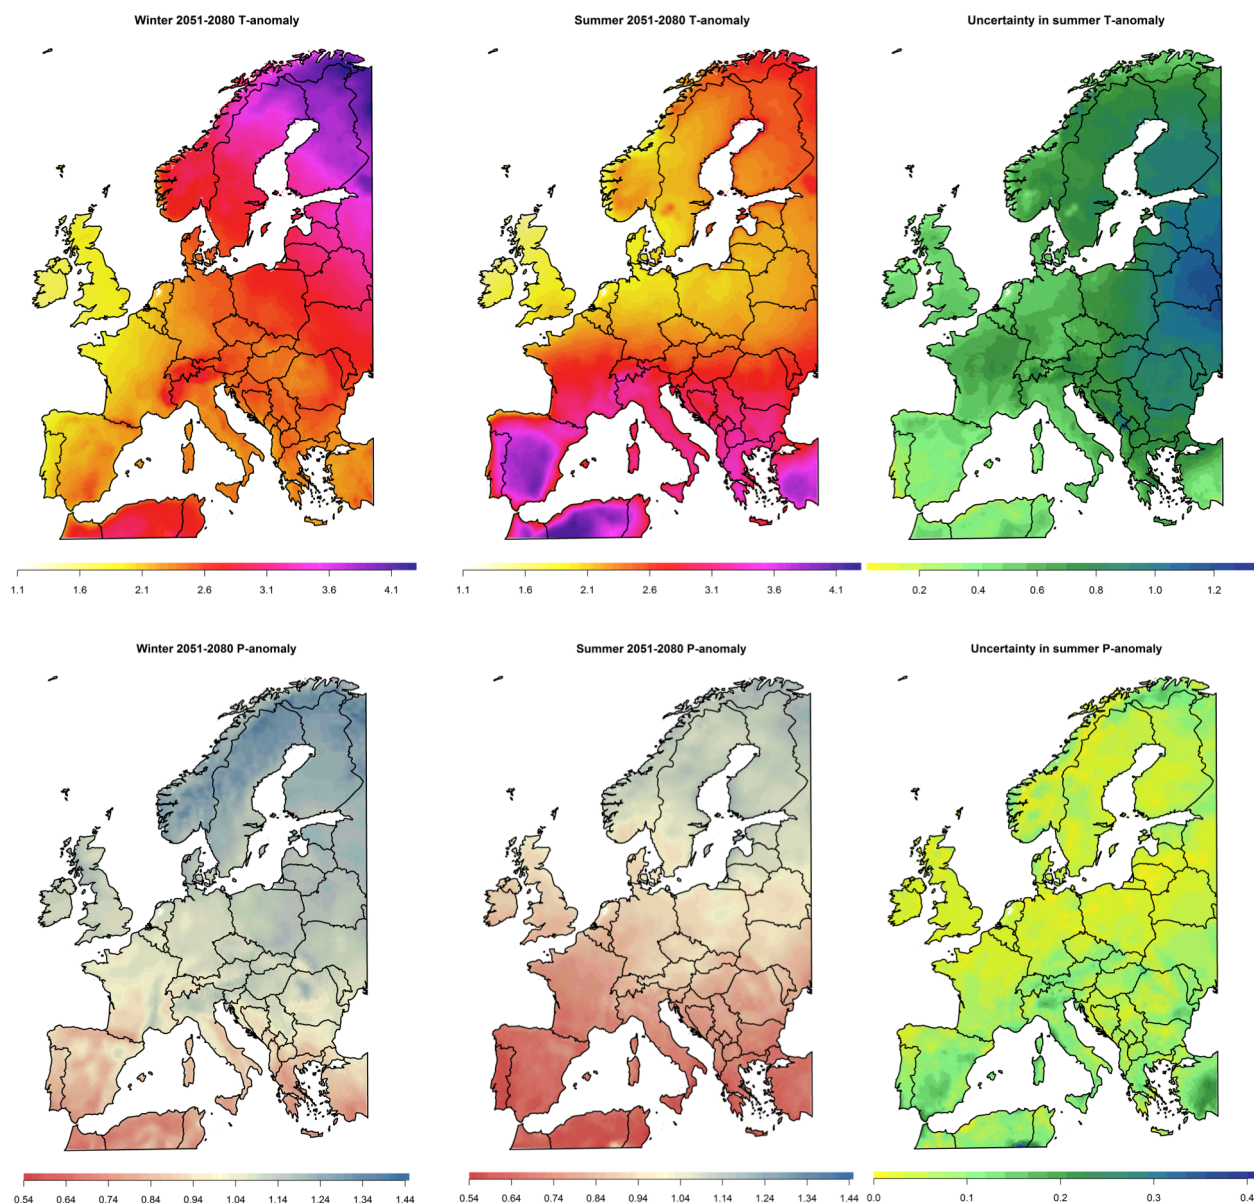 Winter 2051-2080 T-anomaly
Summer 2051-2080 T-anomaly
Uncertainty in summer T-anomaly
1.1 1.6 2.1 2.6 3.1 3.6 4.1
1.1 1.6 2.1 2.6 3.1 3.6 4.1
0.2 0.4 0.6 0.8 1.0 1.2
Winter 2051-2080 P-anomaly
Summer 2051-2080 P-anomaly
Uncertainty in summer P-anomaly
0.54 0.64 0.74 0.84 0.94 1.04 1.14 1.24 1.34 1.44
0.54 0.64 0.74 0.84 0.94 1.04 1.14 1.24 1.34 1.44
0.0 0.1 0.2 0.3